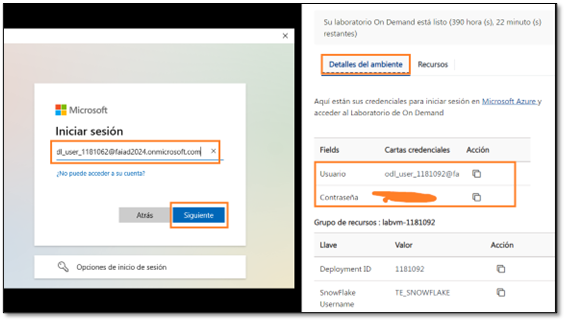 Microsoft
Iniciar sesión
dl_user_1181062@faiad2024.onmicrosoft.com
¿No puede acceder a su cuenta?
Atrás
Siguiente
Opciones de inicio de sesión
Su laboratorio On Demand está listo (390 hora (s), 22 minuto (s)
restantes)
Detalles del ambiente
Recursos
Aquí están sus credenciales para iniciar sesión en Microsoft Azure y
acceder al Laboratorio de On Demand
Fields Cartas credenciales Acción
Usuario odl_user_1181092@fa
Contraseña
Grupo de recursos : labvm-1181092
Llave Valor Acción
Deployment ID 1181092
SnowFlake TE_SNOWFLAKE
Username